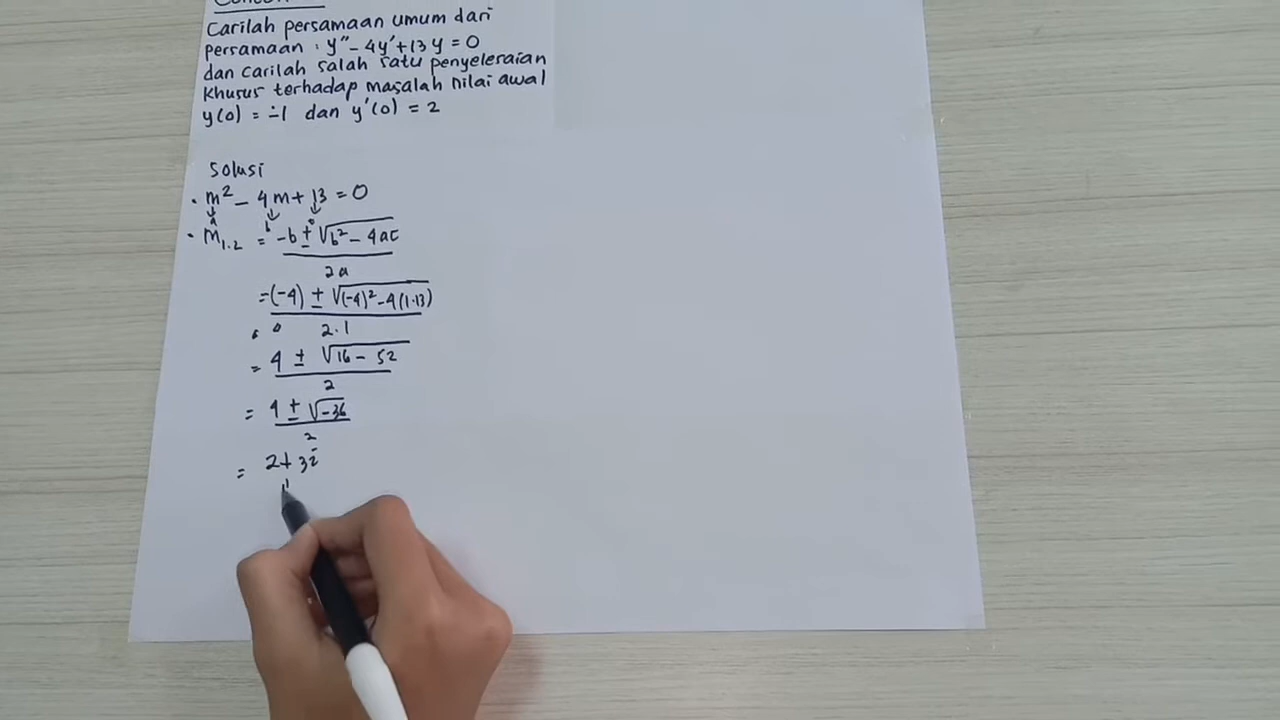 Carilah persamaan umum dari
persamaan : y" - 4y' + 13 y = 0
dan carilah salah satu penyeleraian
khusus terhadap masalah nilai awal
y(0) = -1 dan y'(0) = 2
Solusi
• m² - 4m + 13 = 0
a b c
• m1.2 = -b ± √b² - 4ac
2a
= (-4) ± √(-4)² - 4(1.13)
2.1
= 4 ± √16 - 52
2
= 4 ± √-36
2
= 2 + 3i